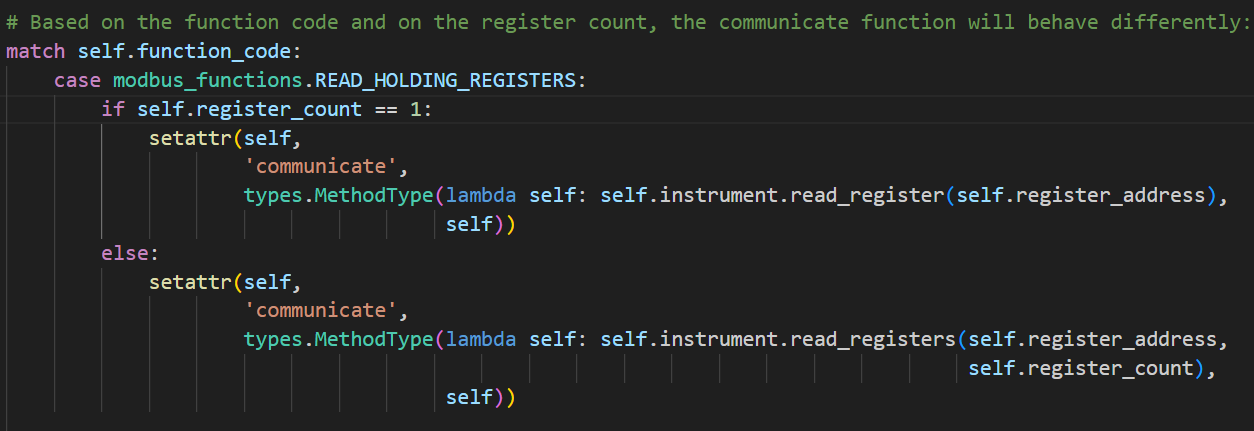 # Based on the function code and on the register count, the communicate function will behave differently:
match self.function_code:
    case modbus_functions.READ_HOLDING_REGISTERS:
        if self.register_count == 1:
            setattr(self,
                    'communicate',
                    types.MethodType(lambda self: self.instrument.read_register(self.register_address),
                                     self))
        else:
            setattr(self,
                    'communicate',
                    types.MethodType(lambda self: self.instrument.read_registers(self.register_address,
                                                                                 self.register_count),
                                     self))